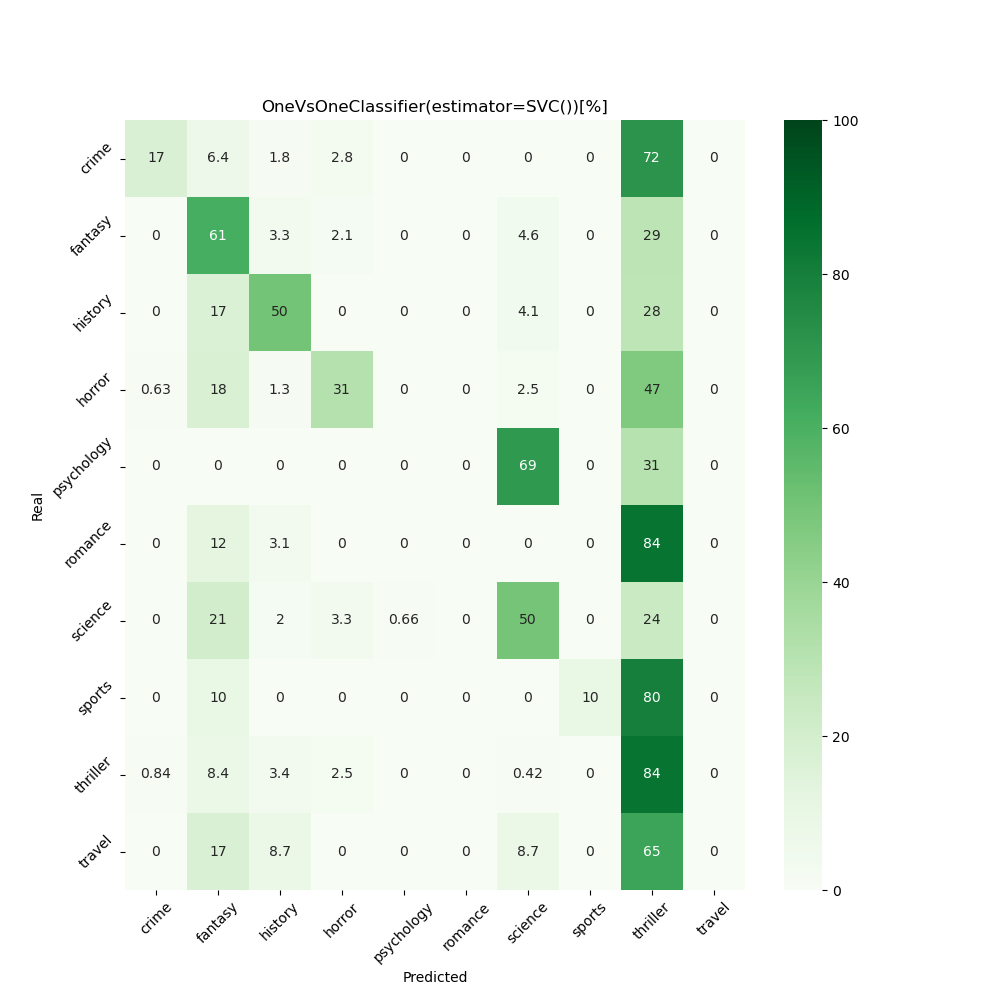 OneVsOneClassifier(estimator=SVC())[%]
crime 17 6.4 1.8 2.8 0 0 0 0 72 0
fantasy 0 61 3.3 2.1 0 0 4.6 0 29 0
history 0 17 50 0 0 0 4.1 0 28 0
horror 0.63 18 1.3 31 0 0 2.5 0 47 0
psychology 0 0 0 0 0 0 69 0 31 0
romance 0 12 3.1 0 0 0 0 0 84 0
science 0 21 2 3.3 0.66 0 50 0 24 0
sports 0 10 0 0 0 0 0 10 80 0
thriller 0.84 8.4 3.4 2.5 0 0 0.42 0 84 0
travel 0 17 8.7 0 0 0 8.7 0 65 0
Real
crime fantasy history horror psychology romance science sports thriller travel
Predicted
100
80
60
40
20
0